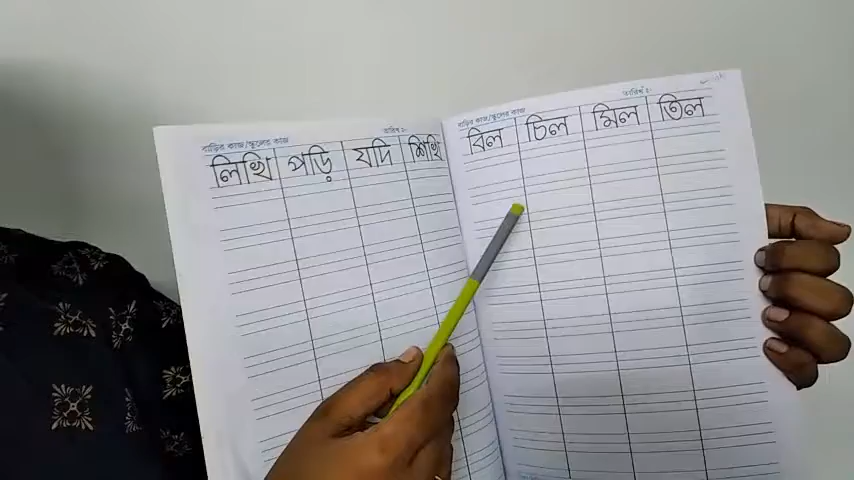 বাড়ির কাজ/স্কুলের কাজ তারিখ ঃ-
লিখি পড়ি যদি শিখি
বাড়ির কাজ/স্কুলের কাজ তারিখ ঃ-
বিল চিল মিল তিল